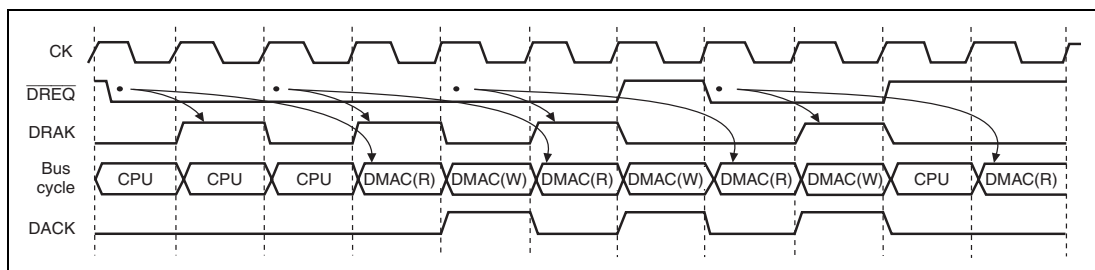 CK
DREQ
DRAK
Bus
cycle
CPU CPU CPU DMAC(R) DMAC(W) DMAC(R) DMAC(W) DMAC(R) DMAC(W) CPU DMAC(R)
DACK